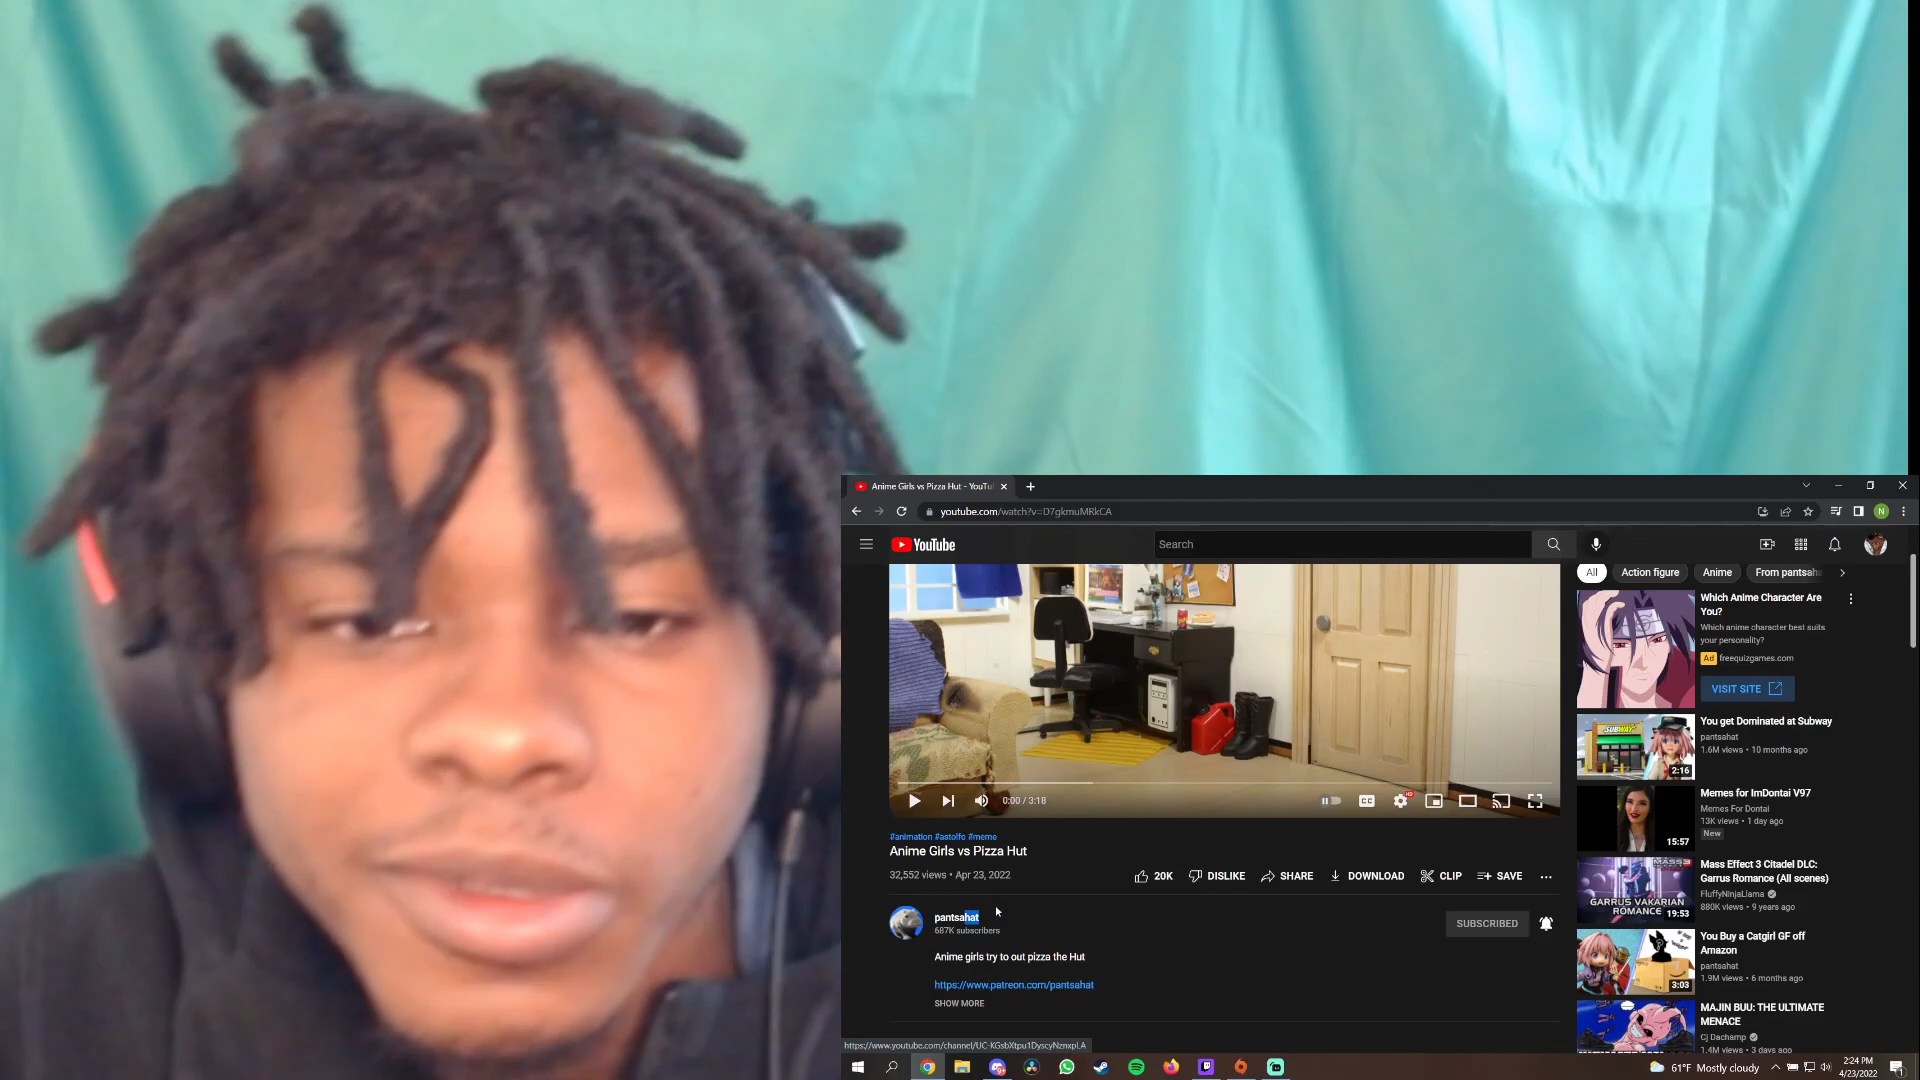 Anime Girls vs Pizza Hut - YouTu
youtube.com/watch?v=D7gkmuMRkCA
N
YouTube
Search
All
Action figure
Anime
From pantsaha
Which Anime Character Are
You?
Which anime character best suits
your personality?
Ad freequizgames.com
VISIT SITE
SUBWAY
2:16
You get Dominated at Subway
pantsahat
1.6M views • 10 months ago
15:57
Memes for ImDontai V97
Memes For Dontai
13K views • 1 day ago
New
GARRUS VAKARIAN
ROMANCE
19:53
Mass Effect 3 Citadel DLC:
Garrus Romance (All scenes)
FluffyNinjaLlama
880K views • 9 years ago
3:03
You Buy a Catgirl GF off
Amazon
pantsahat
1.9M views • 6 months ago
MAJIN BUU: THE ULTIMATE
MENACE
Cj Dachamp
1.4M views • 3 days ago
0:00 / 3:18
CC
HD
#animation #astolfo #meme
Anime Girls vs Pizza Hut
32,552 views • Apr 23, 2022
20K
DISLIKE
SHARE
DOWNLOAD
CLIP
SAVE
pantsahat
687K subscribers
SUBSCRIBED
Anime girls try to out pizza the Hut
https://www.patreon.com/pantsahat
SHOW MORE
61°F Mostly cloudy
2:24 PM
4/23/2022